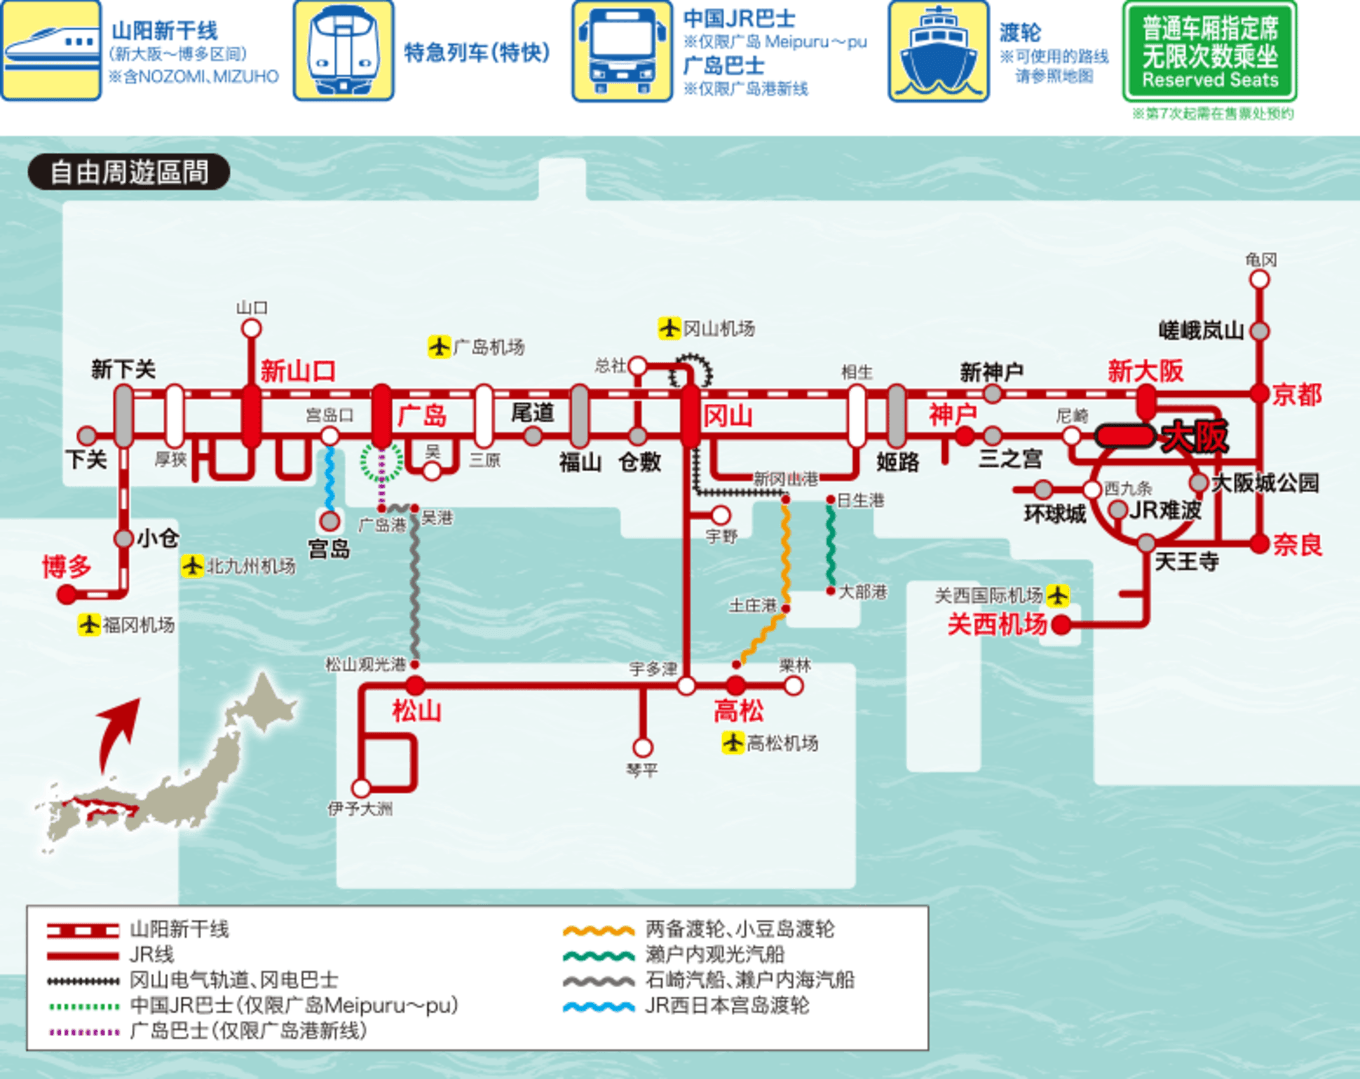 山阳新干线
(新大阪～博多区间)
※含NOZOMI、MIZUHO
特急列车(特快)
中国JR巴士
※仅限广岛 Meipuru～pu
广岛巴士
※仅限广岛港新线
渡轮
※可使用的路线
请参照地图
普通车厢指定席
无限次数乘坐
Reserved Seats
※第7次起需在售票处预约
自由周遊區間
龟冈
山口
广岛机场
冈山机场
嵯峨岚山
新下关
新山口
总社
相生
新神户
新大阪
京都
宫岛口
广岛
尾道
冈山
神户
尼崎
大阪
下关
厚狭
吴
三原
福山
仓敷
姬路
三之宫
新冈山港
日生港
西九条
大阪城公园
环球城
JR难波
广岛港
吴港
宇野
小仓
宫岛
天王寺
奈良
博多
北九州机场
福冈机场
土庄港
大部港
关西国际机场
关西机场
松山观光港
宇多津
栗林
松山
高松
高松机场
琴平
伊予大洲
山阳新干线
JR线
冈山电气轨道、冈电巴士
中国JR巴士(仅限广岛Meipuru～pu)
广岛巴士(仅限广岛港新线)
两备渡轮、小豆岛渡轮
濑户内观光汽船
石崎汽船、濑户内海汽船
JR西日本宫岛渡轮